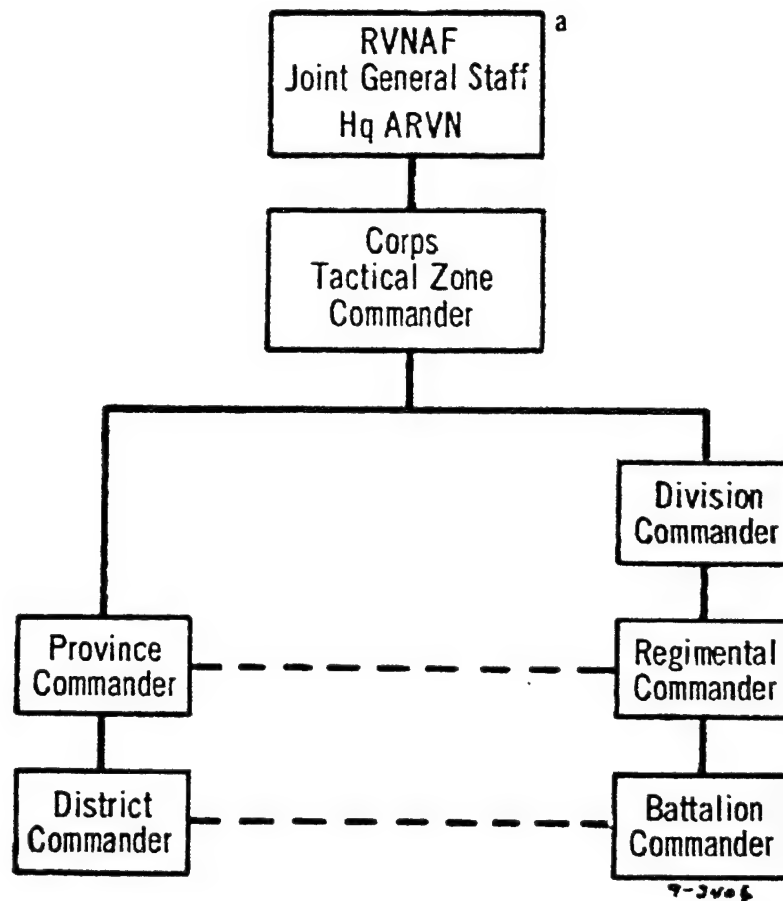 RVNAF
Joint General Staff
Hq ARVN
a
Corps
Tactical Zone
Commander
Division
Commander
Province
Commander
Regimental
Commander
District
Commander
Battalion
Commander